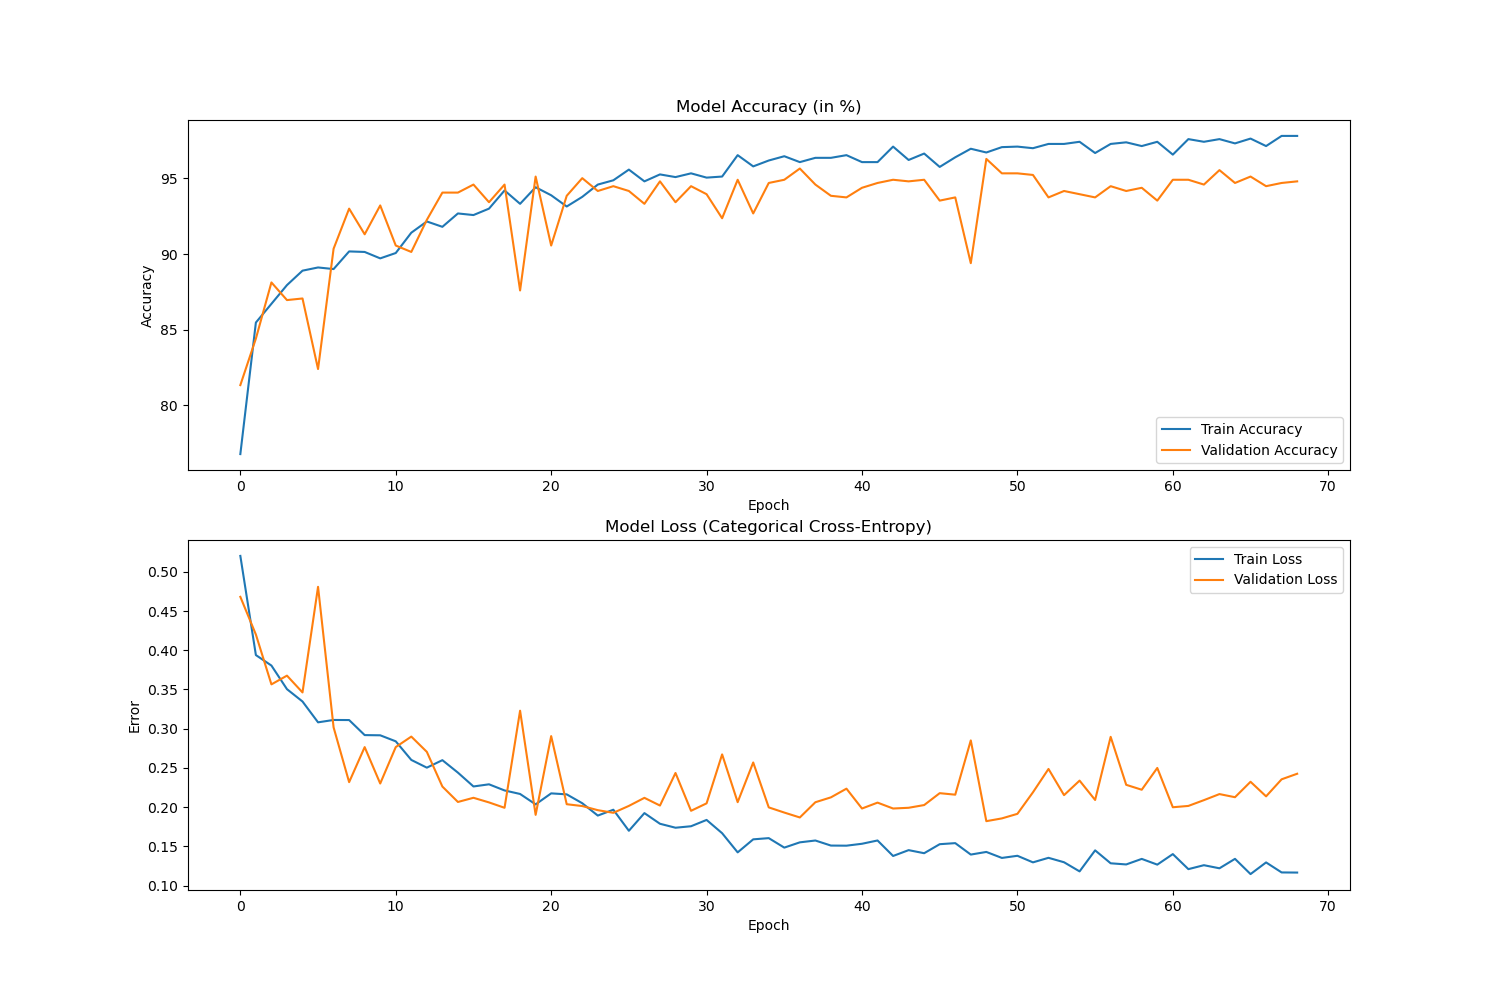 Model Accuracy (in %)
Accuracy
95
90
85
80
Train Accuracy
Validation Accuracy
0 10 20 30 40 50 60 70
Epoch
Model Loss (Categorical Cross-Entropy)
Error
0.50
0.45
0.40
0.35
0.30
0.25
0.20
0.15
0.10
Train Loss
Validation Loss
0 10 20 30 40 50 60 70
Epoch